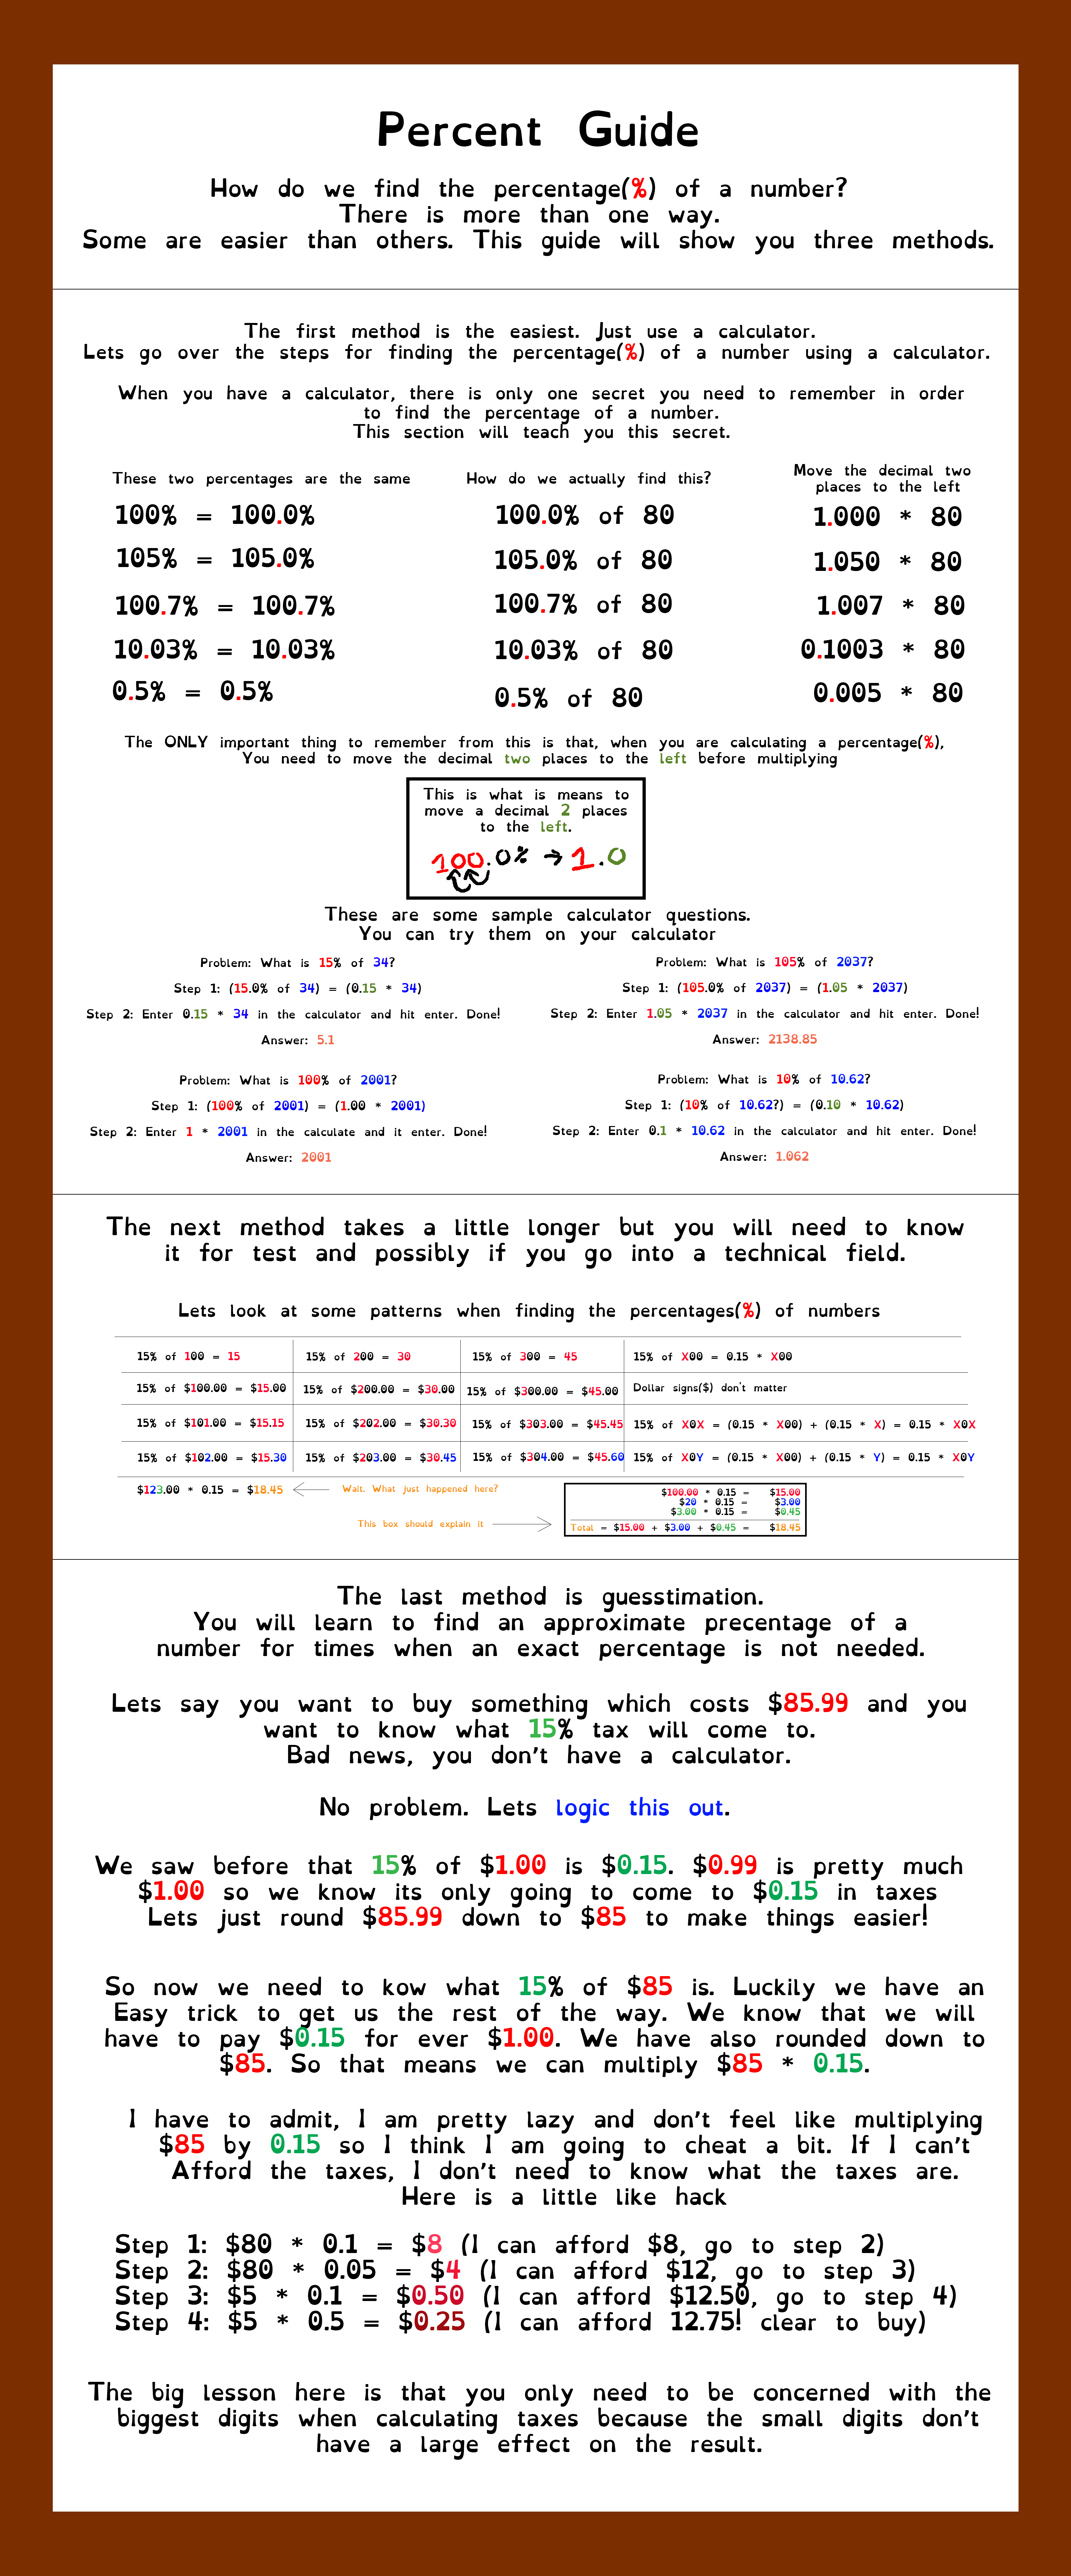 Percent Guide
How do we find the percentage(%) of a number?
There is more than one way.
Some are easier than others. This guide will show you three methods.
The first method is the easiest. Just use a calculator.
Lets go over the steps for finding the percentage(%) of a number using a calculator.
When you have a calculator, there is only one secret you need to remember in order
to find the percentage of a number.
This section will teach you this secret.
These two percentages are the same
100% = 100.0%
105% = 105.0%
100.7% = 100.7%
10.03% = 10.03%
0.5% = 0.5%
How do we actually find this?
100.0% of 80
105.0% of 80
100.7% of 80
10.03% of 80
0.5% of 80
Move the decimal two
places to the left
1.000 * 80
1.050 * 80
1.007 * 80
0.1003 * 80
0.005 * 80
The ONLY important thing to remember from this is that, when you are calculating a percentage(%),
You need to move the decimal two places to the left before multiplying
This is what is means to
move a decimal 2 places
to the left.
100.0% → 1.0
These are some sample calculator questions.
You can try them on your calculator
Problem: What is 15% of 34?
Step 1: (15.0% of 34) = (0.15 * 34)
Step 2: Enter 0.15 * 34 in the calculator and hit enter. Done!
Answer: 5.1
Problem: What is 105% of 2037?
Step 1: (105.0% of 2037) = (1.05 * 2037)
Step 2: Enter 1.05 * 2037 in the calculator and hit enter. Done!
Answer: 2138.85
Problem: What is 100% of 2001?
Step 1: (100% of 2001) = (1.00 * 2001)
Step 2: Enter 1 * 2001 in the calculate and it enter. Done!
Answer: 2001
Problem: What is 10% of 10.62?
Step 1: (10% of 10.62?) = (0.10 * 10.62)
Step 2: Enter 0.1 * 10.62 in the calculator and hit enter. Done!
Answer: 1.062
The next method takes a little longer but you will need to know
it for test and possibly if you go into a technical field.
Lets look at some patterns when finding the percentages(%) of numbers
15% of 100 = 15 15% of 200 = 30 15% of 300 = 45 15% of X00 = 0.15 * X00
15% of $100.00 = $15.00 15% of $200.00 = $30.00 15% of $300.00 = $45.00 Dollar signs($) don't matter
15% of $101.00 = $15.15 15% of $202.00 = $30.30 15% of $303.00 = $45.45 15% of X0X = (0.15 * X00) + (0.15 * X) = 0.15 * X0X
15% of $102.00 = $15.30 15% of $203.00 = $30.45 15% of $304.00 = $45.60 15% of X0Y = (0.15 * X00) + (0.15 * Y) = 0.15 * X0Y
$123.00 * 0.15 = $18.45 Wait. What just happened here?
This box should explain it
$100.00 * 0.15 = $15.00
$20 * 0.15 = $3.00
$3.00 * 0.15 = $0.45
Total = $15.00 + $3.00 + $0.45 = $18.45
The last method is guesstimation.
You will learn to find an approximate precentage of a
number for times when an exact percentage is not needed.
Lets say you want to buy something which costs $85.99 and you
want to know what 15% tax will come to.
Bad news, you don't have a calculator.
No problem. Lets logic this out.
We saw before that 15% of $1.00 is $0.15. $0.99 is pretty much
$1.00 so we know its only going to come to $0.15 in taxes
Lets just round $85.99 down to $85 to make things easier!
So now we need to kow what 15% of $85 is. Luckily we have an
Easy trick to get us the rest of the way. We know that we will
have to pay $0.15 for ever $1.00. We have also rounded down to
$85. So that means we can multiply $85 * 0.15.
I have to admit, I am pretty lazy and don't feel like multiplying
$85 by 0.15 so I think I am going to cheat a bit. If I can't
Afford the taxes, I don't need to know what the taxes are.
Here is a little like hack
Step 1: $80 * 0.1 = $8 (I can afford $8, go to step 2)
Step 2: $80 * 0.05 = $4 (I can afford $12, go to step 3)
Step 3: $5 * 0.1 = $0.50 (I can afford $12.50, go to step 4)
Step 4: $5 * 0.5 = $0.25 (I can afford 12.75! clear to buy)
The big lesson here is that you only need to be concerned with the
biggest digits when calculating taxes because the small digits don't
have a large effect on the result.